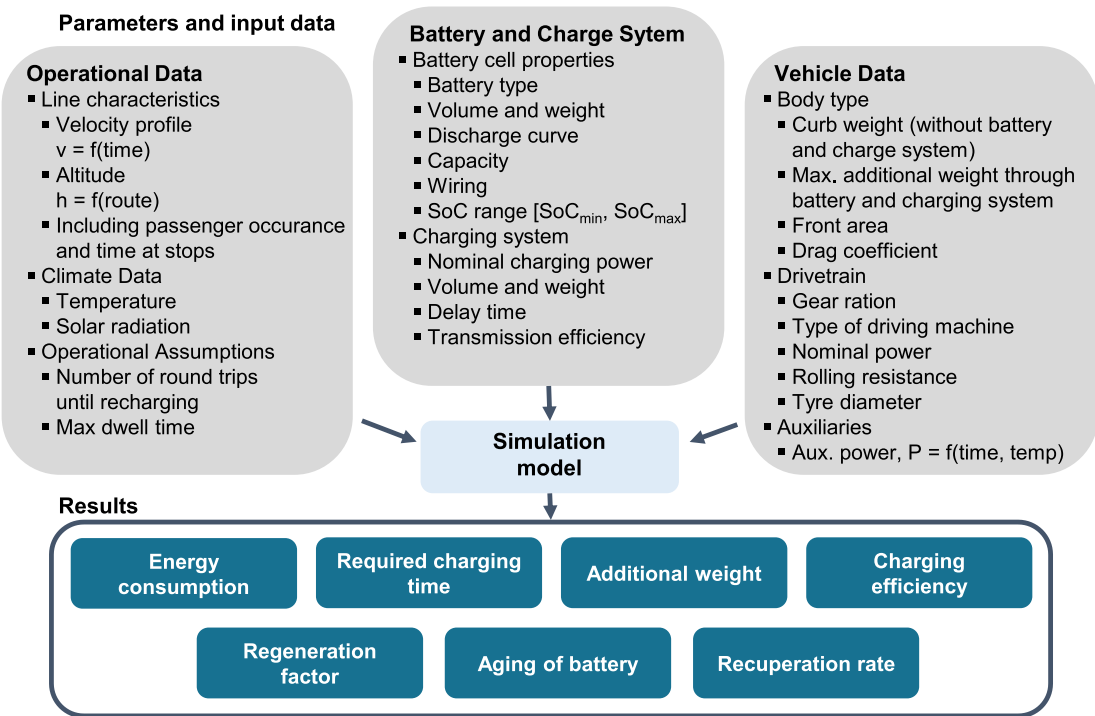 Parameters and input data
Operational Data
▪ Line characteristics
▪ Velocity profile
v = f(time)
▪ Altitude
h = f(route)
▪ Including passenger occurance
and time at stops
▪ Climate Data
▪ Temperature
▪ Solar radiation
▪ Operational Assumptions
▪ Number of round trips
until recharging
▪ Max dwell time
Battery and Charge Sytem
▪ Battery cell properties
▪ Battery type
▪ Volume and weight
▪ Discharge curve
▪ Capacity
▪ Wiring
▪ SoC range [SoCmin, SoCmax]
▪ Charging system
▪ Nominal charging power
▪ Volume and weight
▪ Delay time
▪ Transmission efficiency
Vehicle Data
▪ Body type
▪ Curb weight (without battery
and charge system)
▪ Max. additional weight through
battery and charging system
▪ Front area
▪ Drag coefficient
▪ Drivetrain
▪ Gear ration
▪ Type of driving machine
▪ Nominal power
▪ Rolling resistance
▪ Tyre diameter
▪ Auxiliaries
▪ Aux. power, P = f(time, temp)
Simulation
model
Results
Energy
consumption
Required charging
time
Additional weight
Charging
efficiency
Regeneration
factor
Aging of battery
Recuperation rate